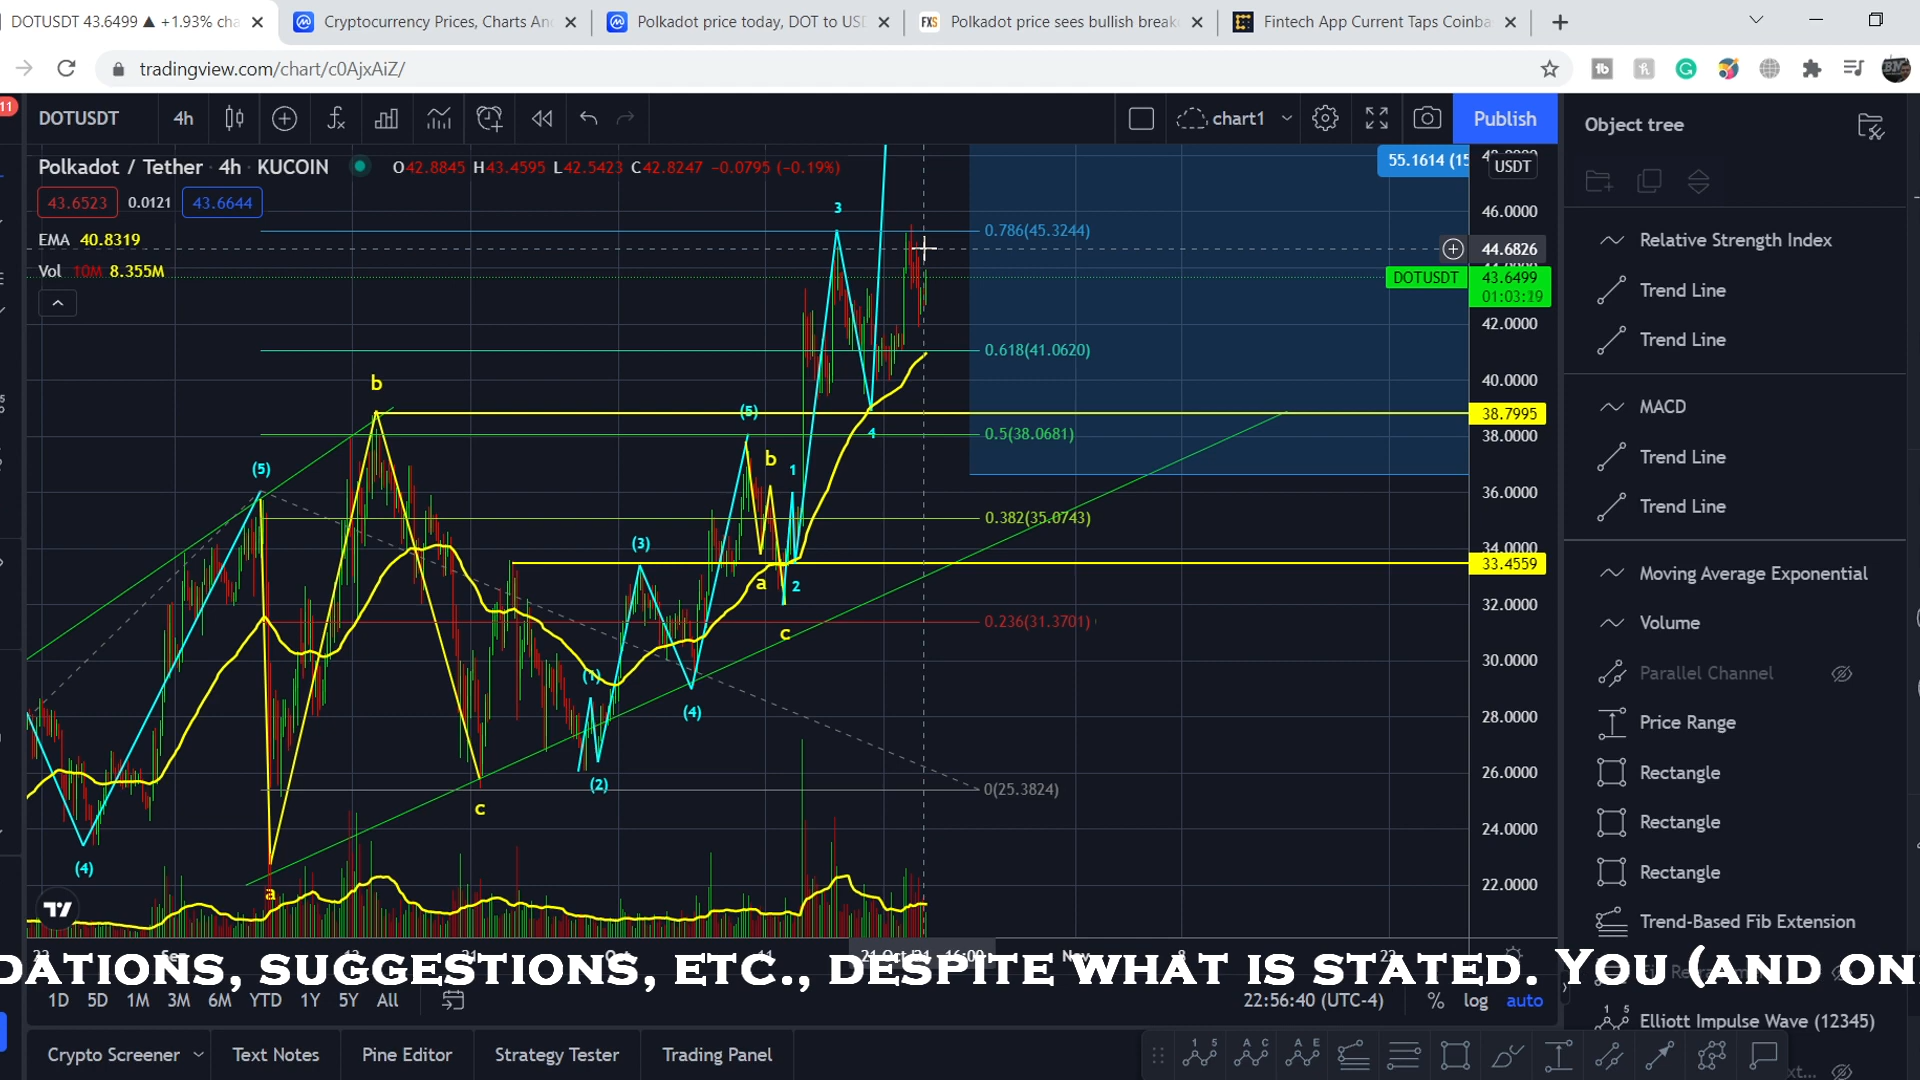 DOTUSDT 43.6499 ▲ +1.93% cha
Cryptocurrency Prices, Charts An
Polkadot price today, DOT to USD
Polkadot price sees bullish break
Fintech App Current Taps Coinba
tradingview.com/chart/c0AjxAiZ/
11
DOTUSDT 4h
chart1
Publish
Object tree
Polkadot / Tether · 4h · KUCOIN
O42.8845 H43.4595 L42.5423 C42.8247 -0.0795 (-0.19%)
43.6523 0.0121 43.6644
EMA 40.8319
Vol 10M 8.355M
55.1614 (15
USDT
46.0000
44.6826
DOTUSDT 43.6499
01:03:19
42.0000
40.0000
38.7995
38.0000
36.0000
34.0000
33.4559
32.0000
30.0000
28.0000
26.0000
24.0000
22.0000
0.786(45.3244)
0.618(41.0620)
0.5(38.0681)
0.382(35.0743)
0.236(31.3701)
0(25.3824)
3
b
(5)
4
(5)
b
1
(3)
a
2
c
(1)
(4)
(2)
c
(4)
a
Relative Strength Index
Trend Line
Trend Line
MACD
Trend Line
Trend Line
Moving Average Exponential
Volume
Parallel Channel
Price Range
Rectangle
Rectangle
Rectangle
Trend-Based Fib Extension
Elliott Impulse Wave (12345)
DATIONS, SUGGESTIONS, ETC., DESPITE WHAT IS STATED. YOU (AND ON
1D 5D 1M 3M 6M YTD 1Y 5Y All
22:56:40 (UTC-4) % log auto
Crypto Screener Text Notes Pine Editor Strategy Tester Trading Panel